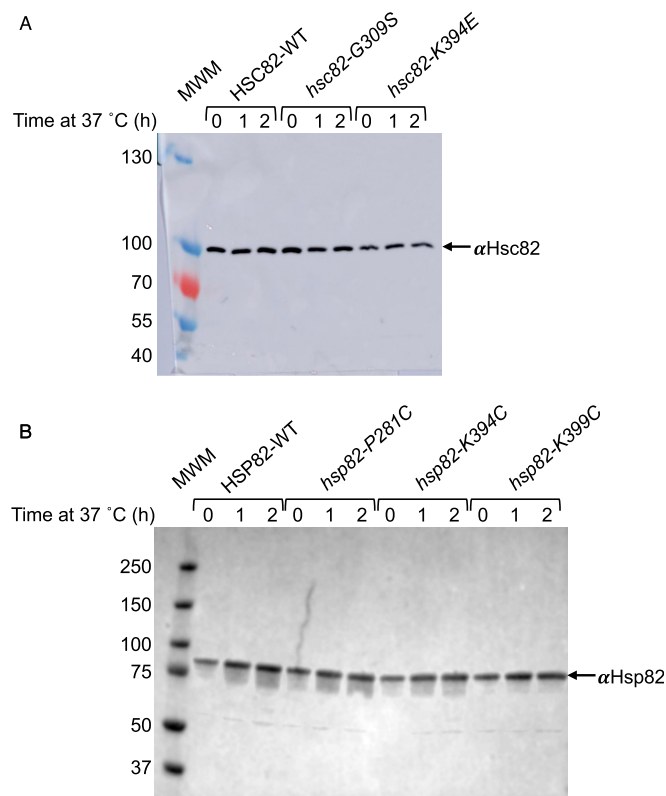 A
MWM HSC82-WT hsc82-G309S hsc82-K394E
Time at 37 ˚C (h) 0 1 2 0 1 2 0 1 2
130
100
αHsc82
70
55
40
B
MWM HSP82-WT hsp82-P281C hsp82-K394C hsp82-K399C
Time at 37 ˚C (h) 0 1 2 0 1 2 0 1 2 0 1 2
250
150
100
75
αHsp82
50
37